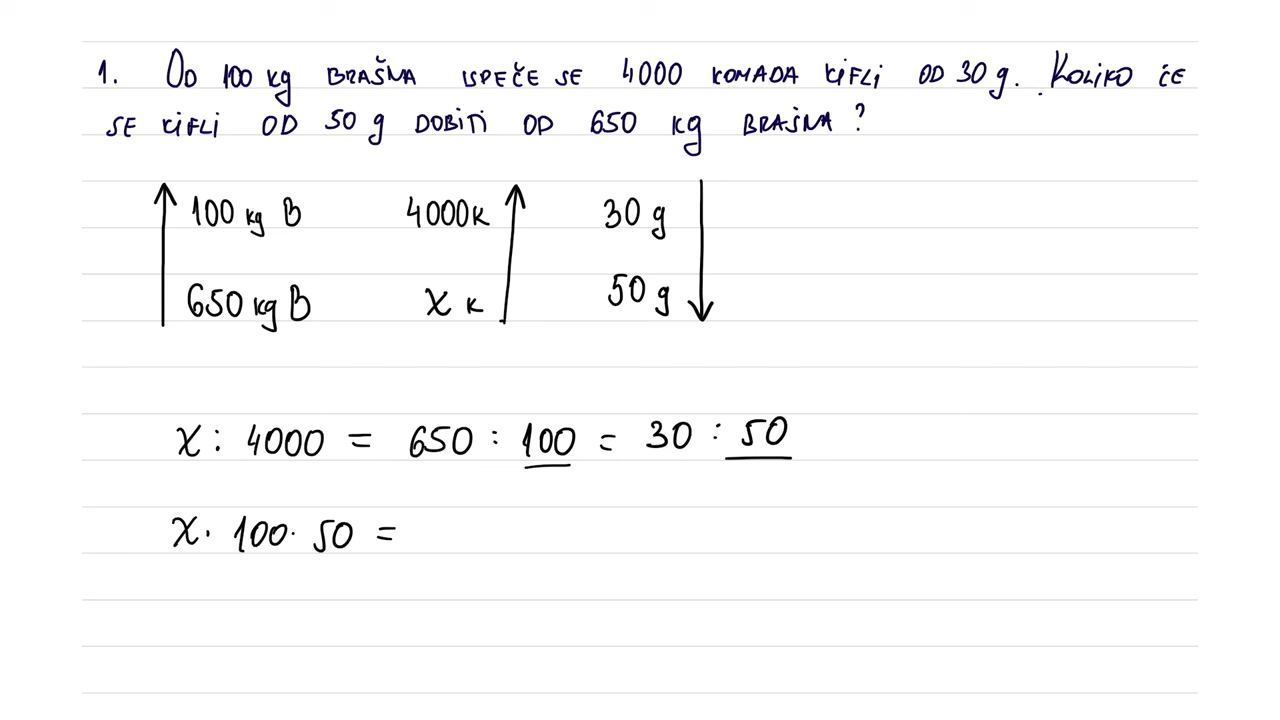 1. OD 100 kg BRAŠNA ISPEČE SE 4000 KOMADA KIFLI OD 30 g. KOLIKO ĆE
SE KIFLI OD 50 g DOBITI OD 650 kg BRAŠNA?
100 kg B 4000 K 30 g
650 kg B x K 50 g
x : 4000 = 650 : 100 = 30 : 50
x · 100 · 50 =